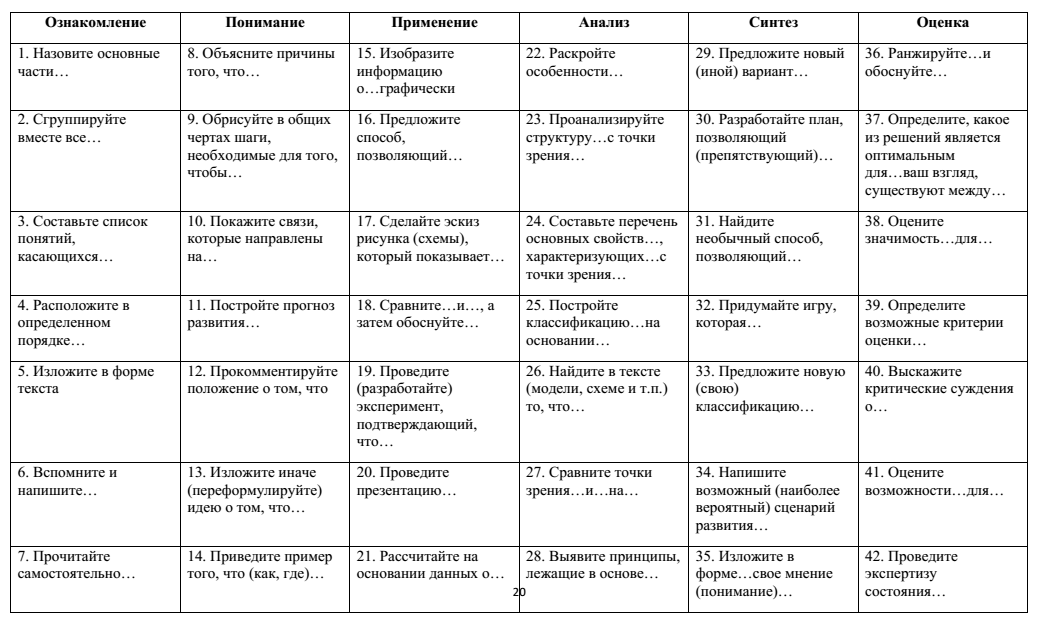 Ознакомление
Понимание
Применение
Анализ
Синтез
Оценка
1. Назовите основные
части…
8. Объясните причины
того, что…
15. Изобразите
информацию
о…графически
22. Раскройте
особенности…
29. Предложите новый
(иной) вариант…
36. Ранжируйте…и
обоснуйте…
2. Сгруппируйте
вместе все…
9. Обрисуйте в общих
чертах шаги,
необходимые для того,
чтобы…
16. Предложите
способ,
позволяющий…
23. Проанализируйте
структуру…с точки
зрения…
30. Разработайте план,
позволяющий
(препятствующий)…
37. Определите, какое
из решений является
оптимальным
для…ваш взгляд,
существуют между…
3. Составьте список
понятий,
касающихся…
10. Покажите связи,
которые направлены
на…
17. Сделайте эскиз
рисунка (схемы),
который показывает…
24. Составьте перечень
основных свойств…,
характеризующих…с
точки зрения…
31. Найдите
необычный способ,
позволяющий…
38. Оцените
значимость…для…
4. Расположите в
определенном
порядке…
11. Постройте прогноз
развития…
18. Сравните…и…, а
затем обоснуйте…
25. Постройте
классификацию…на
основании…
32. Придумайте игру,
которая…
39. Определите
возможные критерии
оценки…
5. Изложите в форме
текста
12. Прокомментируйте
положение о том, что
19. Проведите
(разработайте)
эксперимент,
подтверждающий,
что…
26. Найдите в тексте
(модели, схеме и т.п.)
то, что…
33. Предложите новую
(свою)
классификацию…
40. Выскажите
критические суждения
о…
6. Вспомните и
напишите…
13. Изложите иначе
(переформулируйте)
идею о том, что…
20. Проведите
презентацию…
27. Сравните точки
зрения…и…на…
34. Напишите
возможный (наиболее
вероятный) сценарий
развития…
41. Оцените
возможности…для…
7. Прочитайте
самостоятельно…
14. Приведите пример
того, что (как, где)…
21. Рассчитайте на
основании данных о…
28. Выявите принципы,
лежащие в основе…
35. Изложите в
форме…свое мнение
(понимание)…
42. Проведите
экспертизу
состояния…
20